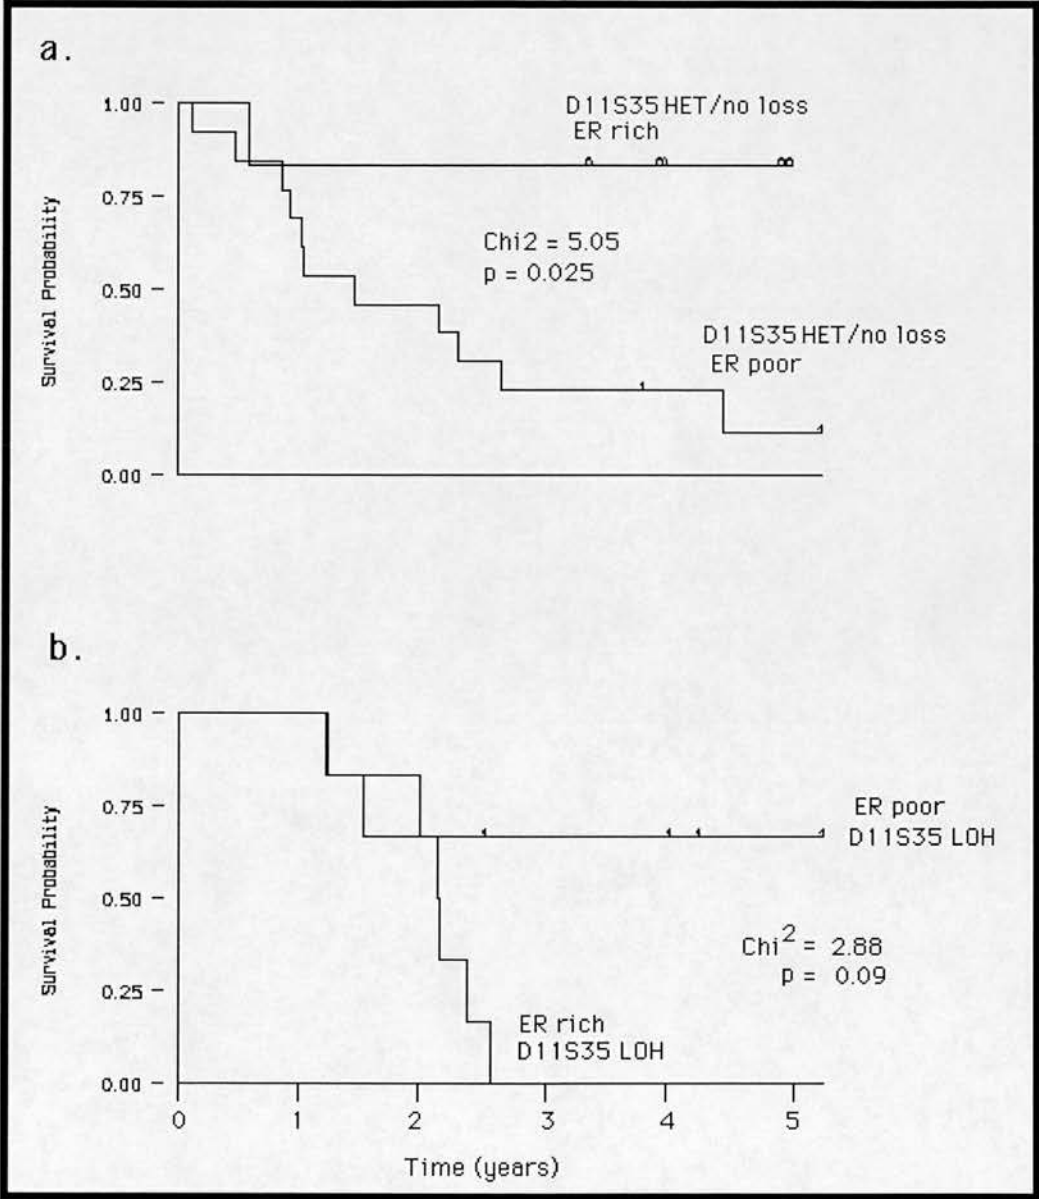 a.
1.00
0.75
0.50
0.25
0.00
Survival Probability
D11S35 HET/no loss
ER rich
Chi2 = 5.05
p = 0.025
D11S35 HET/no loss
ER poor
b.
1.00
0.75
0.50
0.25
0.00
Survival Probability
ER poor
D11S35 LOH
Chi2 = 2.88
p = 0.09
ER rich
D11S35 LOH
0 1 2 3 4 5
Time (years)